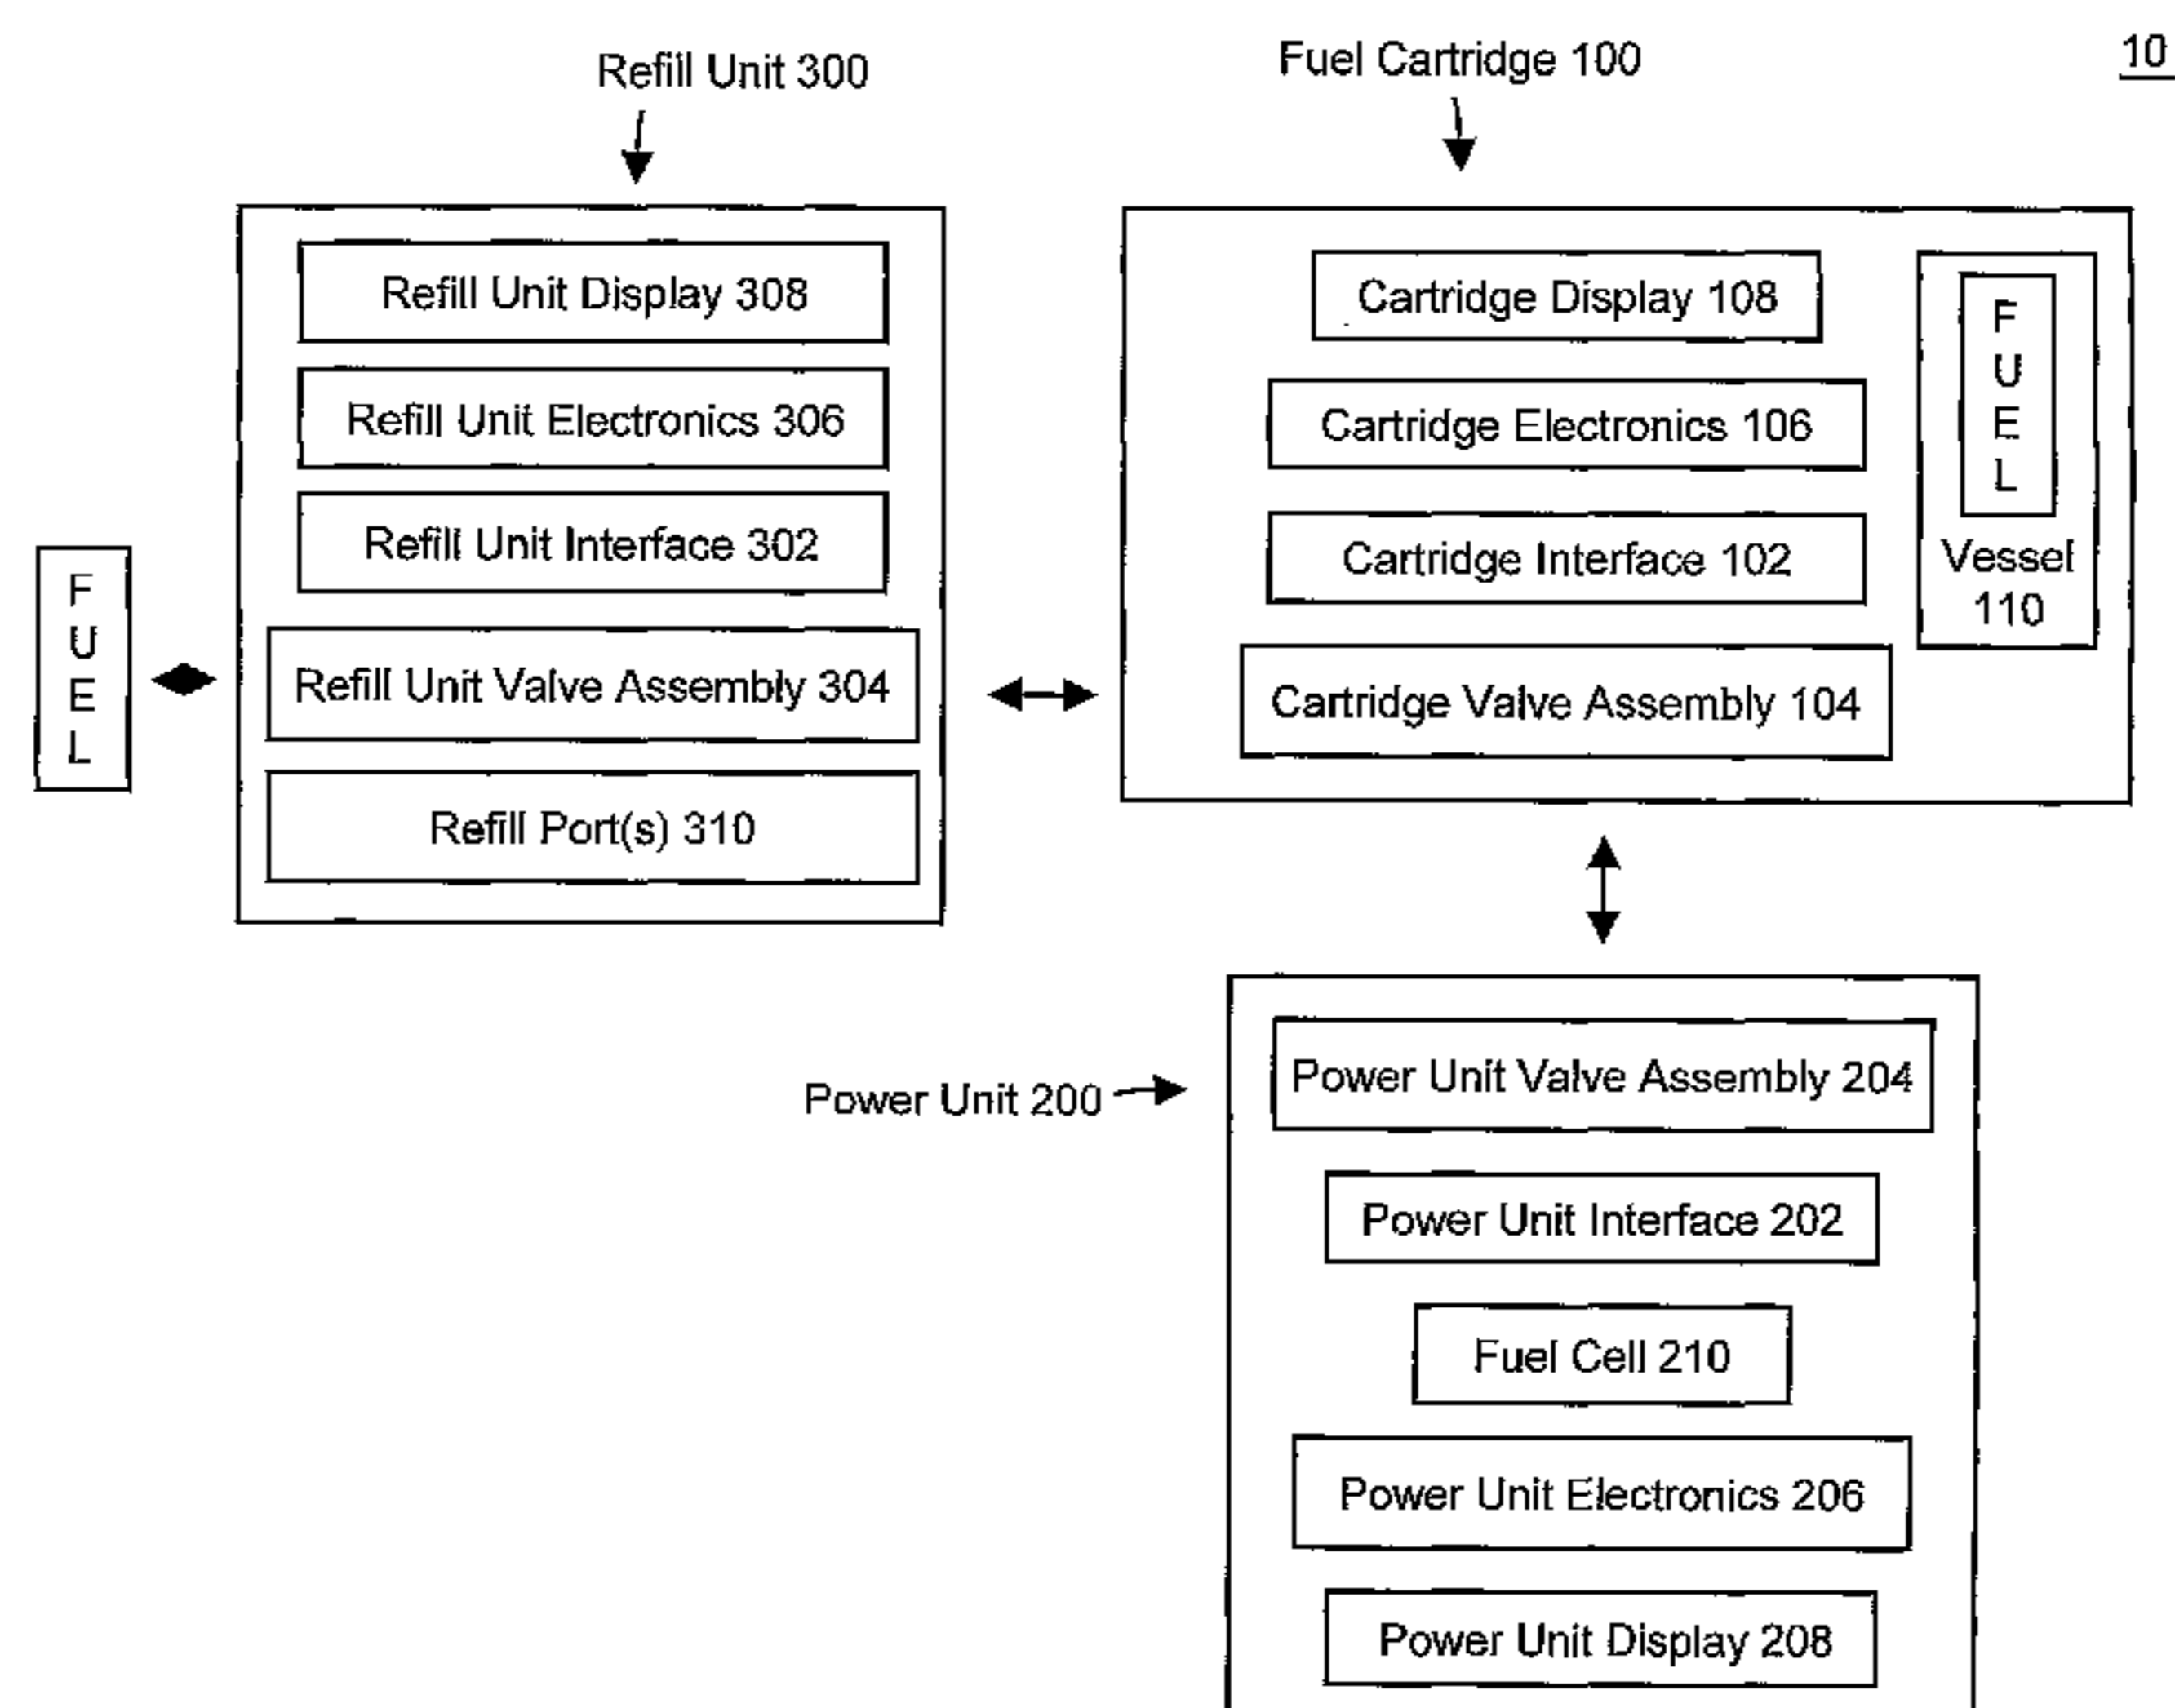 10
Refill Unit 300
Fuel Cartridge 100
Refill Unit Display 308
Refill Unit Electronics 306
Refill Unit Interface 302
Refill Unit Valve Assembly 304
Refill Port(s) 310
F
U
E
L
Cartridge Display 108
Cartridge Electronics 106
Cartridge Interface 102
Cartridge Valve Assembly 104
F
U
E
L
Vessel
110
Power Unit 200
Power Unit Valve Assembly 204
Power Unit Interface 202
Fuel Cell 210
Power Unit Electronics 206
Power Unit Display 208